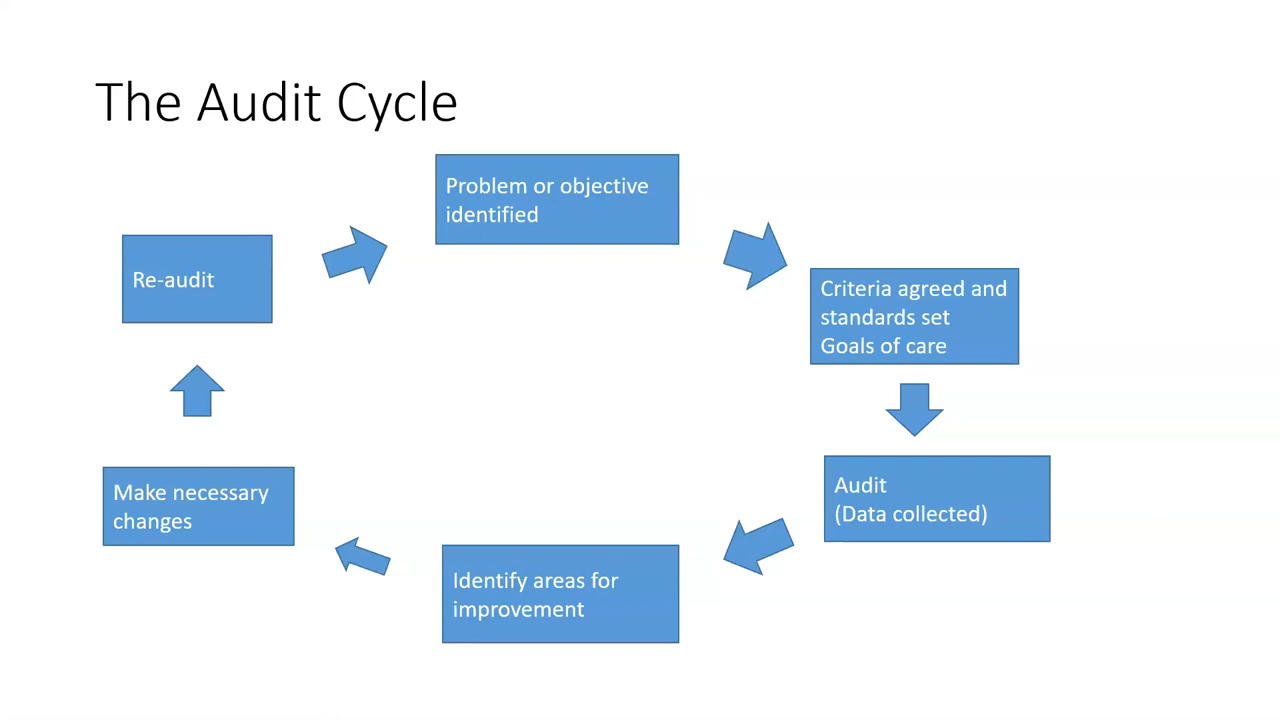 The Audit Cycle
Problem or objective
identified
Criteria agreed and
standards set
Goals of care
Audit
(Data collected)
Identify areas for
improvement
Make necessary
changes
Re-audit